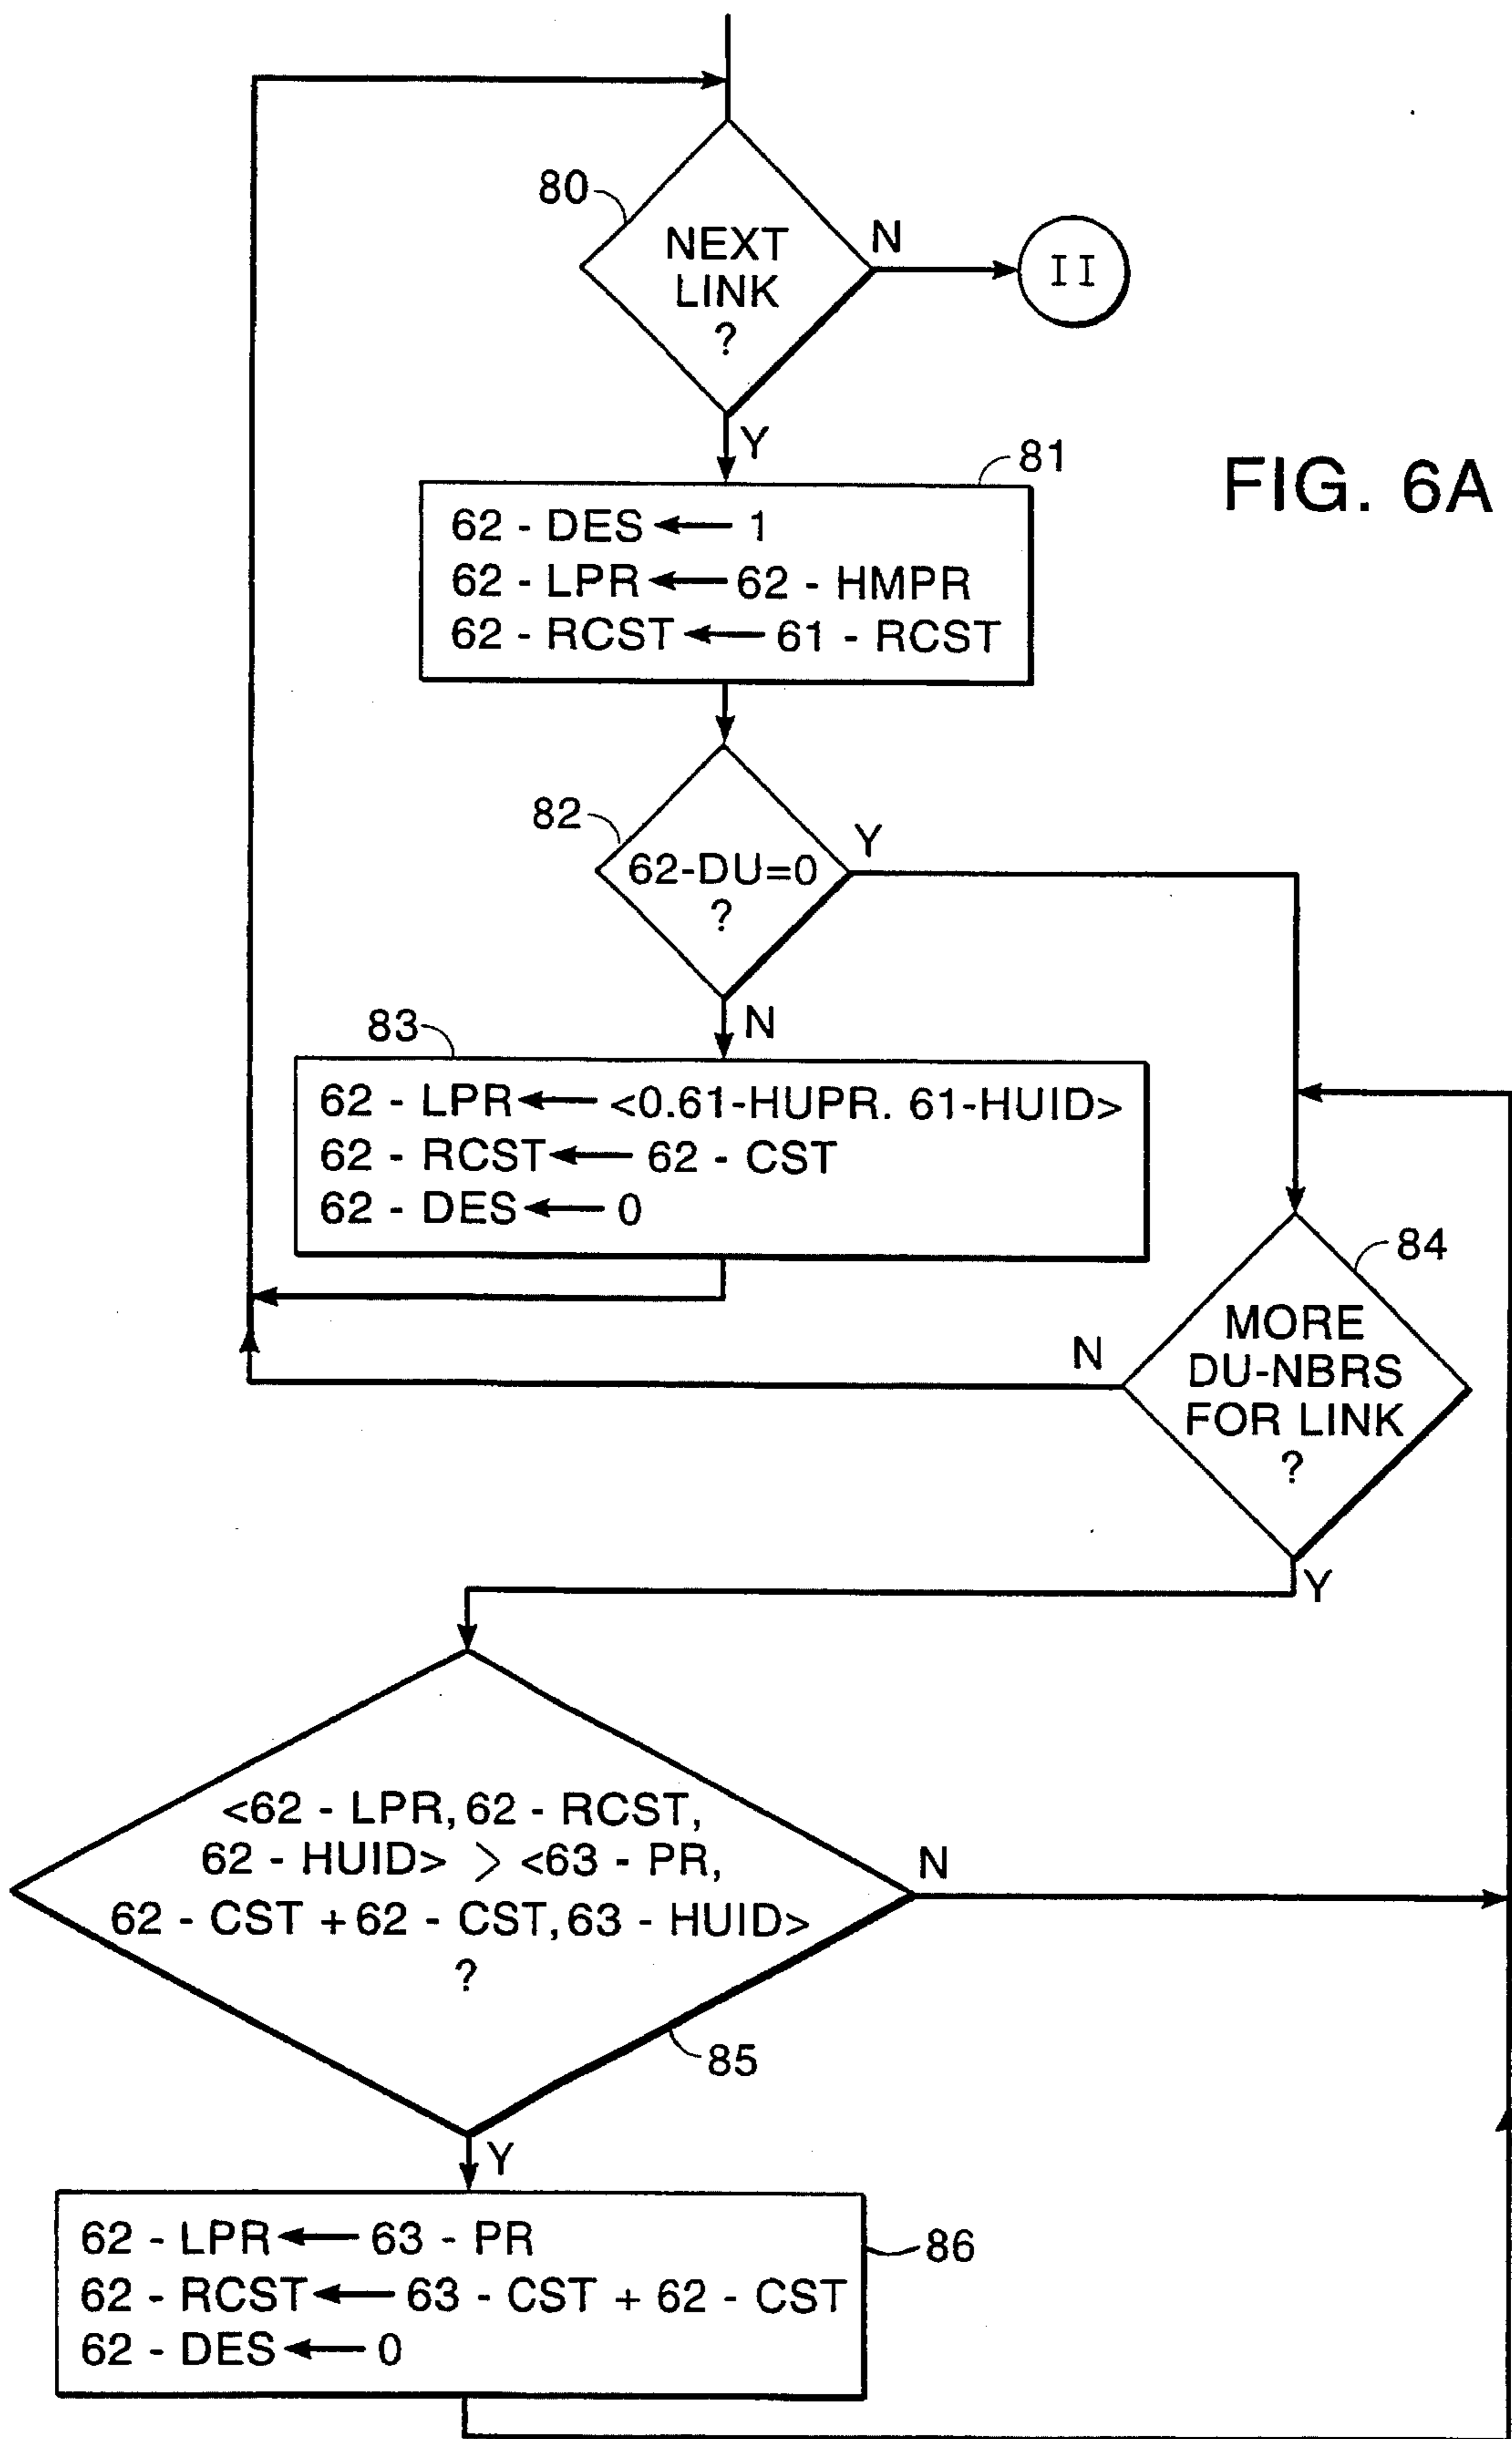 80
NEXT
LINK
?
N
II
Y
81
FIG. 6A
62 - DES ← 1
62 - LPR ← 62 - HMPR
62 - RCST ← 61 - RCST
82
62-DU=0
?
Y
N
83
62 - LPR ← <0.61-HUPR. 61-HUID>
62 - RCST ← 62 - CST
62 - DES ← 0
84
MORE
DU-NBRS
FOR LINK
?
N
Y
<62 - LPR, 62 - RCST,
62 - HUID> > <63 - PR,
62 - CST + 62 - CST, 63 - HUID>
?
N
85
Y
86
62 - LPR ← 63 - PR
62 - RCST ← 63 - CST + 62 - CST
62 - DES ← 0